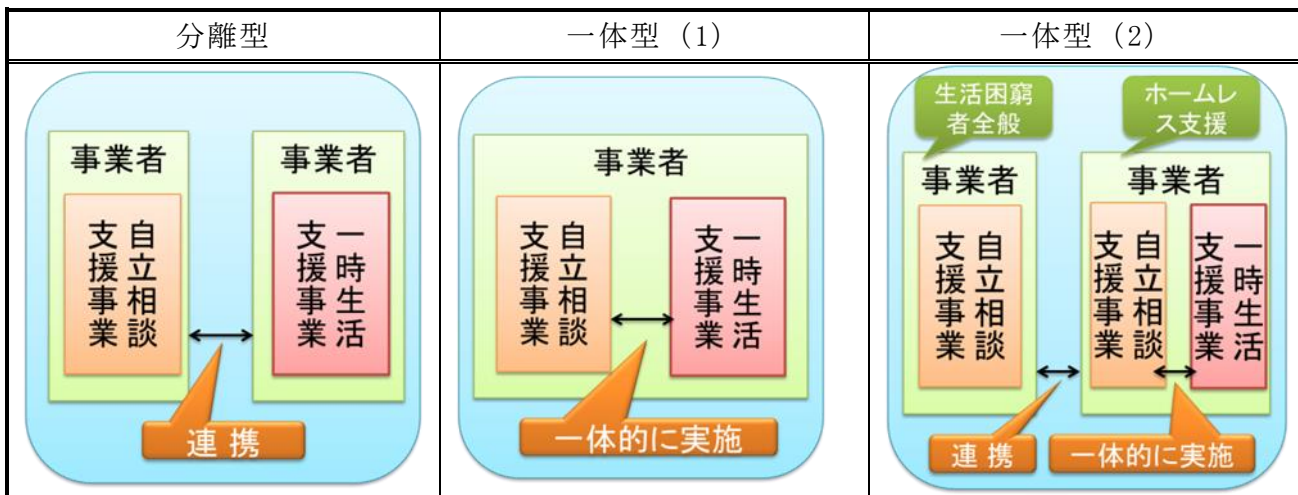 分離型
一体型 (1)
一体型 (2)
事業者
自立相談
支援事業
事業者
一時生活
支援事業
連携
事業者
自立相談
支援事業
一時生活
支援事業
一体的に実施
生活困窮
者全般
ホームレ
ス支援
事業者
自立相談
支援事業
事業者
自立相談
支援事業
一時生活
支援事業
連携
一体的に実施